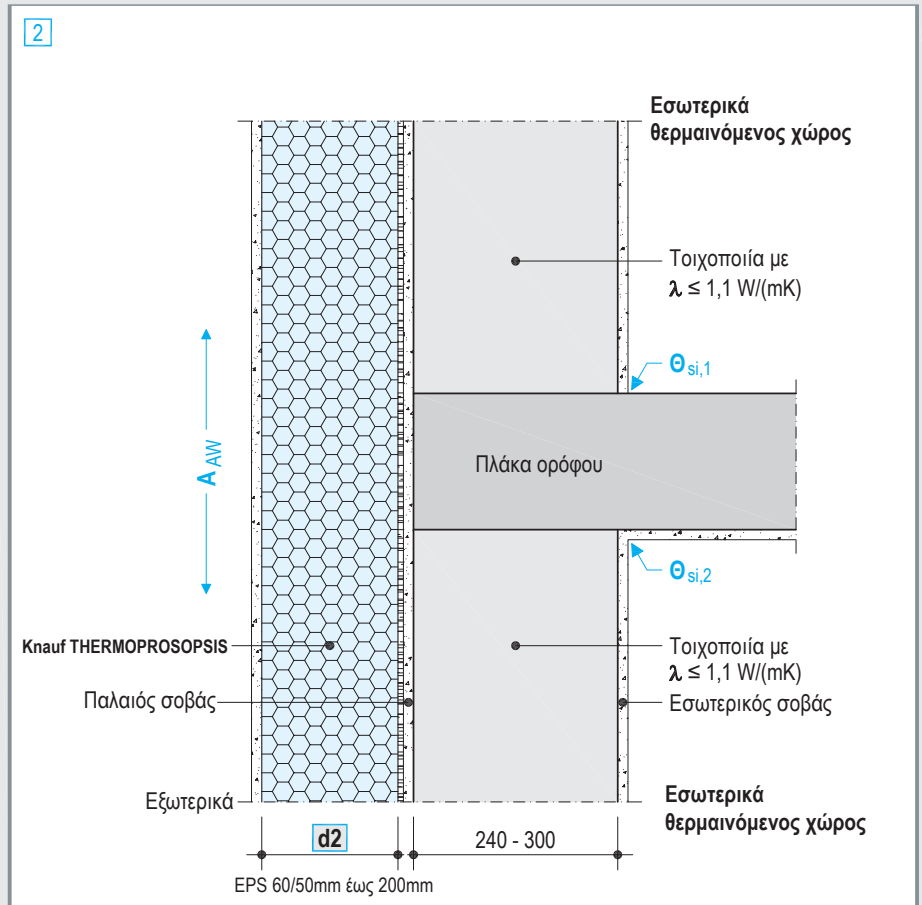 2
Εσωτερικά
θερμαινόμενος χώρος
Τοιχοποιία με
λ ≤ 1,1 W/(mK)
Θsi,1
A AW
Πλάκα ορόφου
Θsi,2
Knauf THERMOPROSOPSIS
Τοιχοποιία με
λ ≤ 1,1 W/(mK)
Παλαιός σοβάς
Εσωτερικός σοβάς
Εξωτερικά
Εσωτερικά
θερμαινόμενος χώρος
d2
240 - 300
EPS 60/50mm έως 200mm